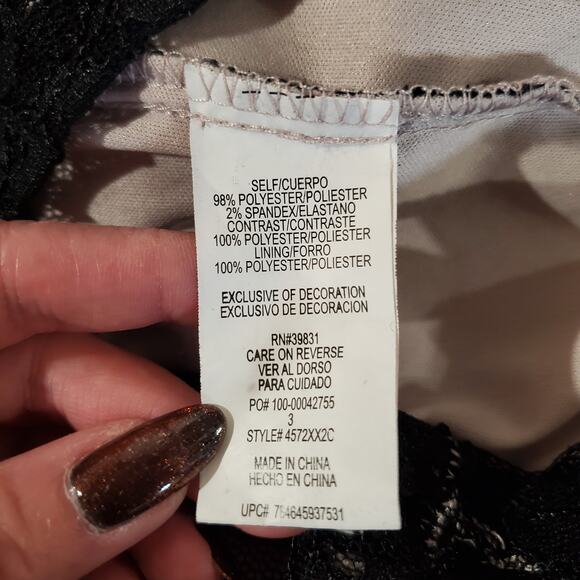 SELF/CUERPO
98% POLYESTER/POLIESTER
2% SPANDEX/ELASTANO
CONTRAST/CONTRASTE
100% POLYESTER/POLIESTER
LINING/FORRO
100% POLYESTER/POLIESTER
EXCLUSIVE OF DECORATION
EXCLUSIVO DE DECORACION
RN#39831
CARE ON REVERSE
VER AL DORSO
PARA CUIDADO
PO# 100-00042755
3
STYLE# 4572XX2C
MADE IN CHINA
HECHO EN CHINA
UPC#